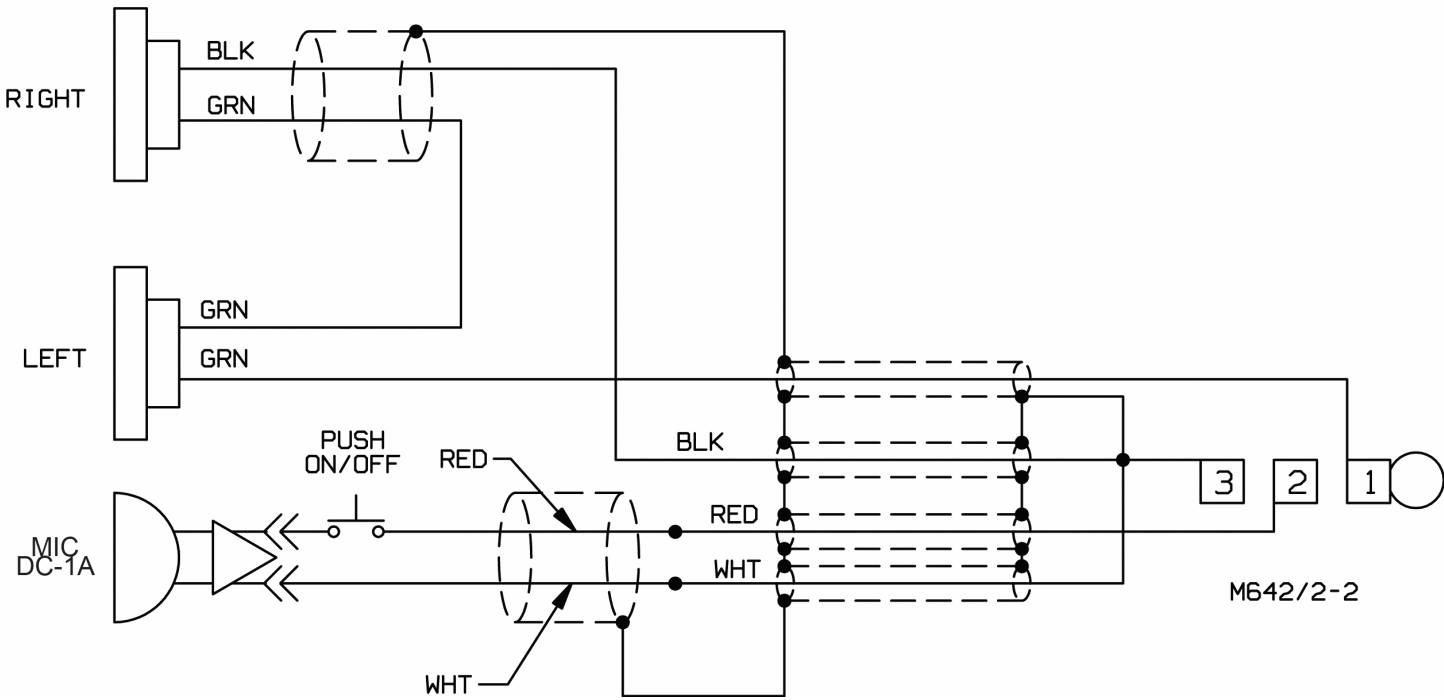 BLK
RIGHT
GRN
GRN
LEFT
GRN
PUSH
ON/OFF
RED
BLK
3
2
1
RED
MIC
DC-1A
WHT
M642/2-2
WHT